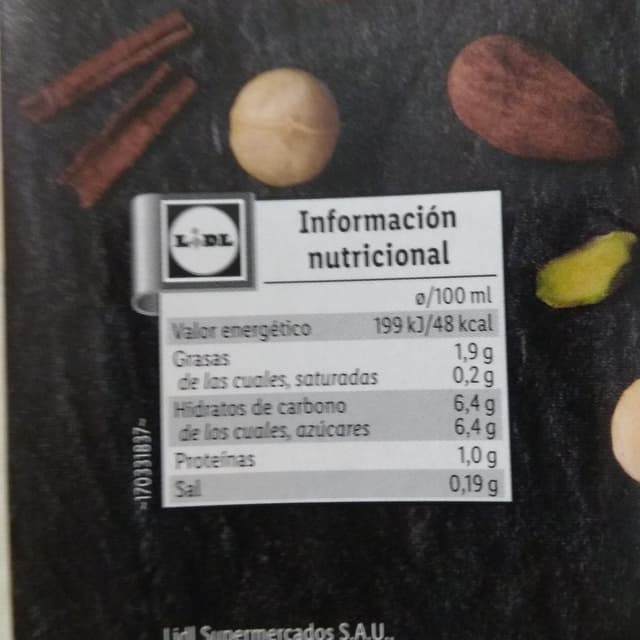 LiDL
Información
nutricional
ø/100 ml
Valor energético 199 kJ/48 kcal
Grasas 1,9 g
de las cuales, saturadas 0,2 g
Hidratos de carbono 6,4 g
de los cuales, azúcares 6,4 g
Proteínas 1,0 g
Sal 0,19 g
»170331837«
Lidl Supermercados S.A.U.,